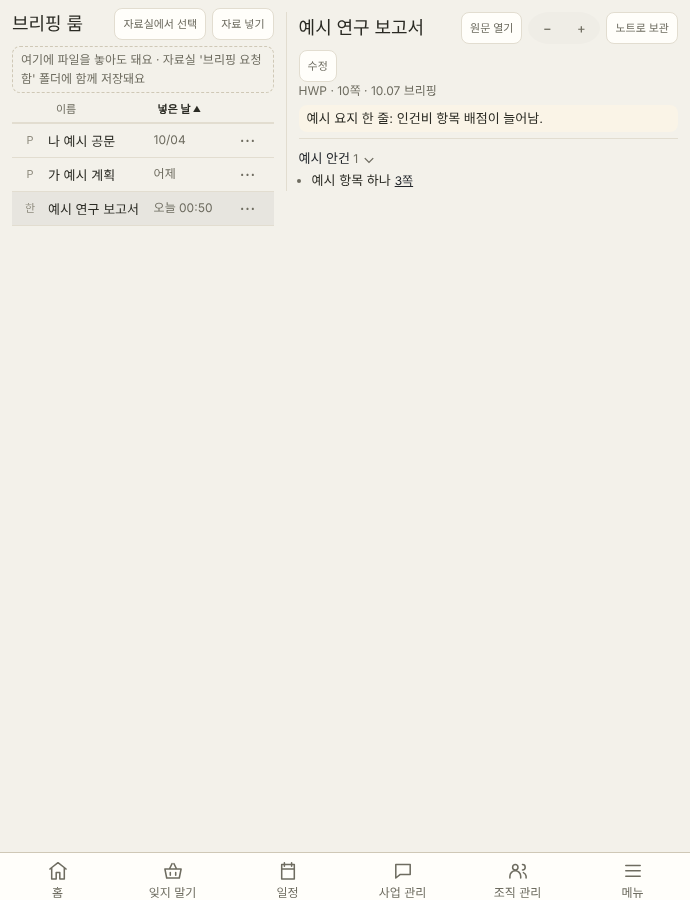 브리핑 룸
자료실에서 선택
자료 넣기
여기에 파일을 놓아도 돼요 · 자료실 '브리핑 요청
함' 폴더에 함께 저장돼요
이름 넣은 날 ▲
P 나 예시 공문 10/04 ···
P 가 예시 계획 어제 ···
한 예시 연구 보고서 오늘 00:50 ···
예시 연구 보고서
원문 열기
− +
노트로 보관
수정
HWP · 10쪽 · 10.07 브리핑
예시 요지 한 줄: 인건비 항목 배점이 늘어남.
예시 안건 1
• 예시 항목 하나 3쪽
홈 잊지 말기 일정 사업 관리 조직 관리 메뉴